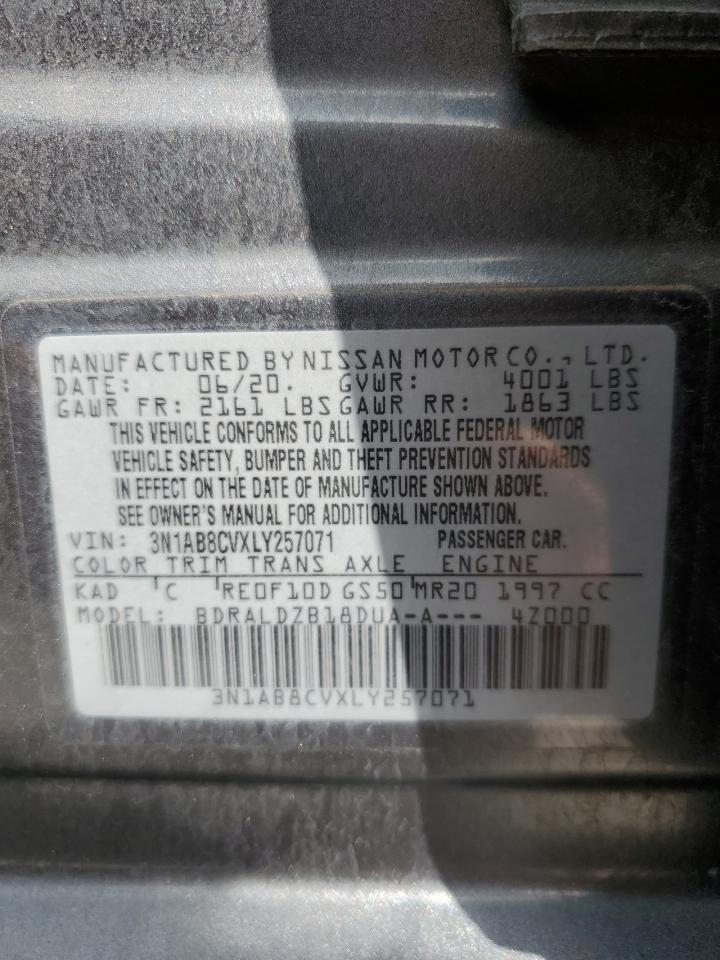 MANUFACTURED BY NISSAN MOTOR CO., LTD.
DATE: 06/20. GVWR: 4001 LBS
GAWR FR: 2161 LBS GAWR RR: 1863 LBS
THIS VEHICLE CONFORMS TO ALL APPLICABLE FEDERAL MOTOR
VEHICLE SAFETY, BUMPER AND THEFT PREVENTION STANDARDS
IN EFFECT ON THE DATE OF MANUFACTURE SHOWN ABOVE.
SEE OWNER'S MANUAL FOR ADDITIONAL INFORMATION.
VIN: 3N1AB8CVXLY257071 PASSENGER CAR.
COLOR TRIM TRANS AXLE ENGINE
KAD C RE0F10D GS50 MR20 1997 CC
MODEL: BDRALDZB18DUA-A--- 4Z000
3N1AB8CVXLY257071